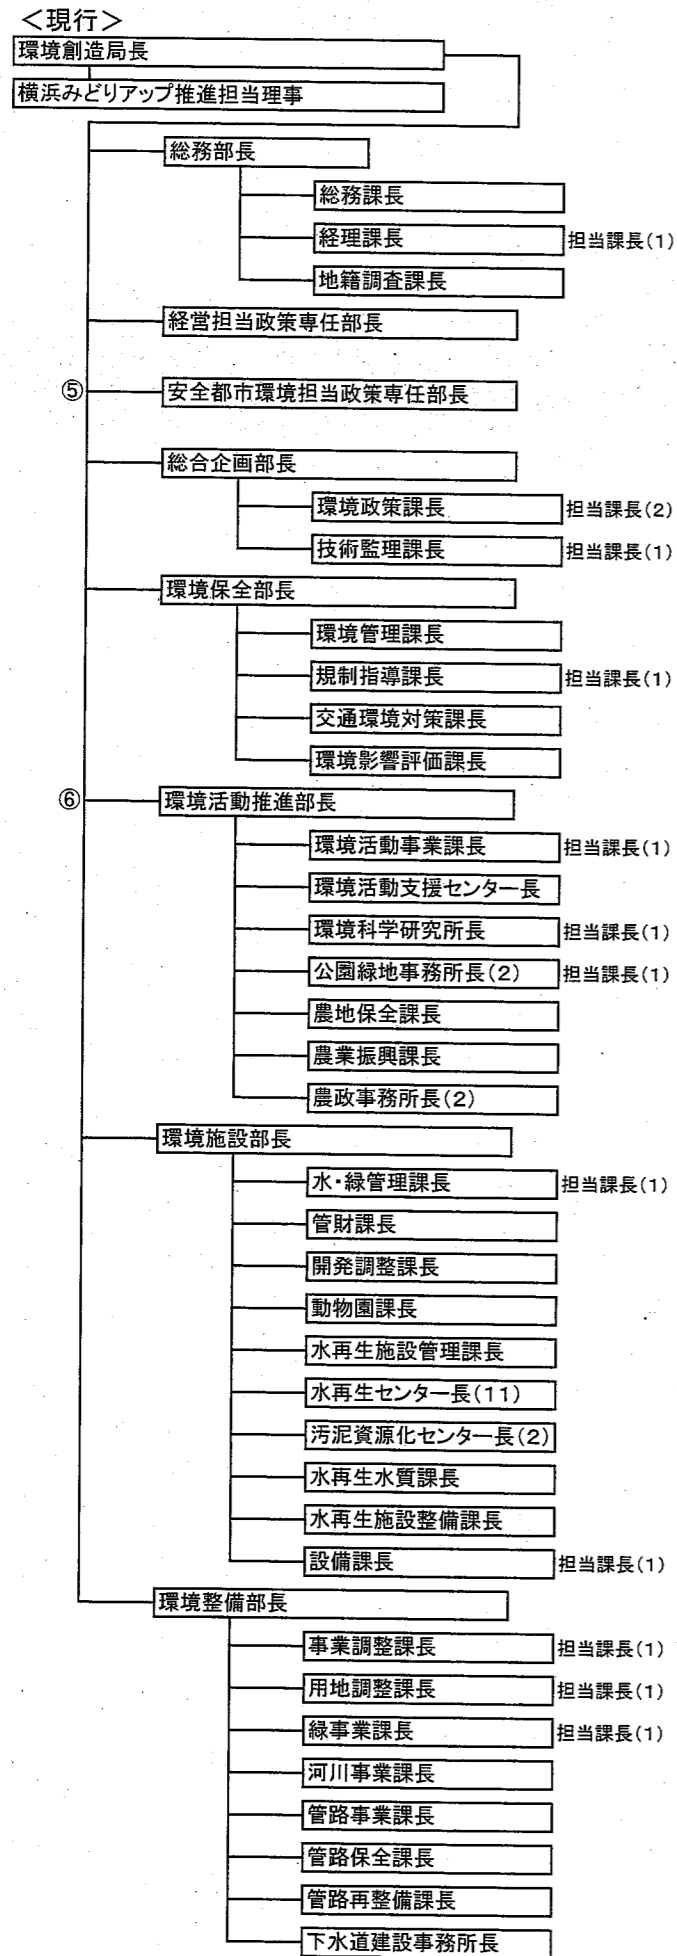 ＜現行＞
環境創造局長
横浜みどりアップ推進担当理事
総務部長
総務課長
経理課長 担当課長(1)
地籍調査課長
経営担当政策専任部長
⑤ 安全都市環境担当政策専任部長
総合企画部長
環境政策課長 担当課長(2)
技術監理課長 担当課長(1)
環境保全部長
環境管理課長
規制指導課長 担当課長(1)
交通環境対策課長
環境影響評価課長
⑥ 環境活動推進部長
環境活動事業課長 担当課長(1)
環境活動支援センター長
環境科学研究所長 担当課長(1)
公園緑地事務所長(2) 担当課長(1)
農地保全課長
農業振興課長
農政事務所長(2)
環境施設部長
水・緑管理課長 担当課長(1)
管財課長
開発調整課長
動物園課長
水再生施設管理課長
水再生センター長(11)
汚泥資源化センター長(2)
水再生水質課長
水再生施設整備課長
設備課長 担当課長(1)
環境整備部長
事業調整課長 担当課長(1)
用地調整課長 担当課長(1)
緑事業課長 担当課長(1)
河川事業課長
管路事業課長
管路保全課長
管路再整備課長
下水道建設事務所長